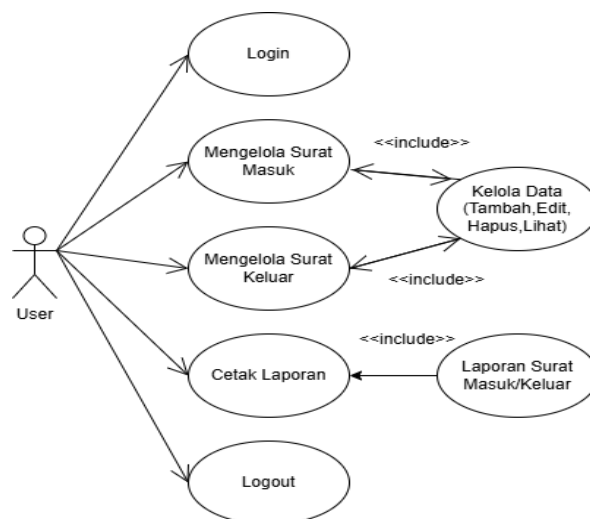 Login
Mengelola Surat
Masuk
<<include>>
Kelola Data
(Tambah,Edit,
Hapus,Lihat)
Mengelola Surat
Keluar
<<include>>
User
<<include>>
Cetak Laporan
Laporan Surat
Masuk/Keluar
Logout